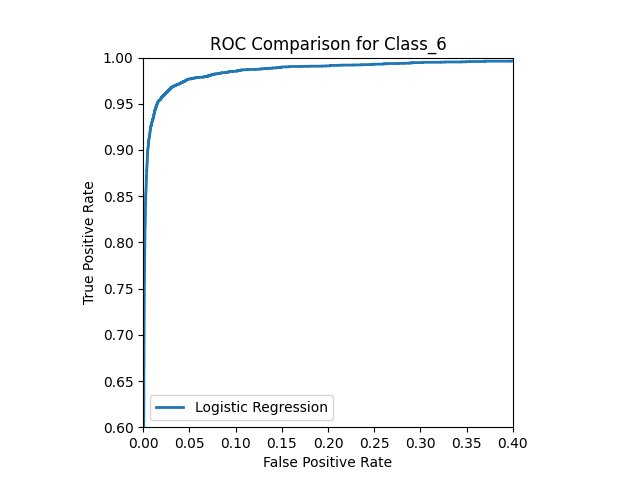 ROC Comparison for Class_6
1.00
0.95
0.90
0.85
0.80
0.75
0.70
0.65
0.60
True Positive Rate
Logistic Regression
0.00 0.05 0.10 0.15 0.20 0.25 0.30 0.35 0.40
False Positive Rate